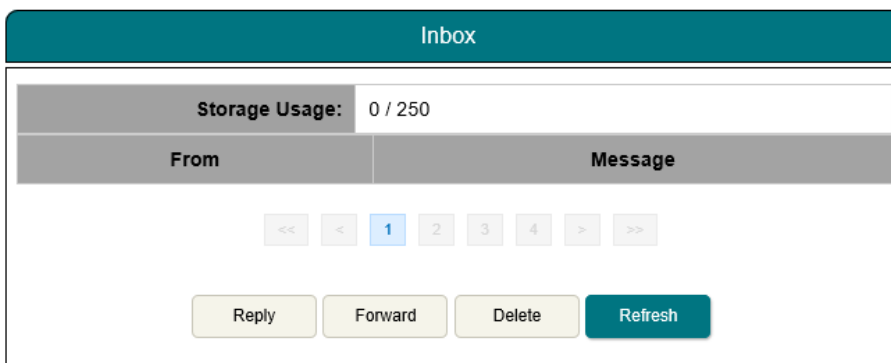 Inbox
Storage Usage: 0 / 250
From Message
<< < 1 2 3 4 > >>
Reply Forward Delete Refresh